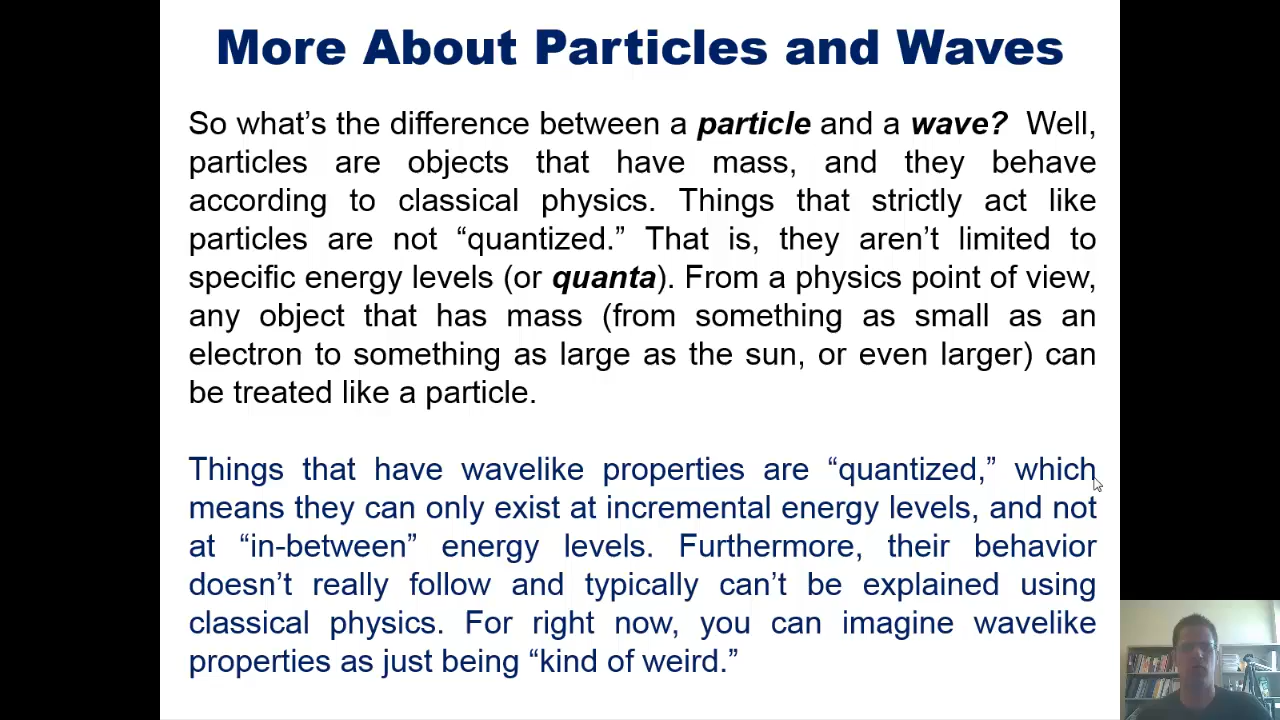 More About Particles and Waves
So what’s the difference between a particle and a wave? Well,
particles are objects that have mass, and they behave
according to classical physics. Things that strictly act like
particles are not “quantized.” That is, they aren’t limited to
specific energy levels (or quanta). From a physics point of view,
any object that has mass (from something as small as an
electron to something as large as the sun, or even larger) can
be treated like a particle.
Things that have wavelike properties are “quantized,” which
means they can only exist at incremental energy levels, and not
at “in-between” energy levels. Furthermore, their behavior
doesn’t really follow and typically can’t be explained using
classical physics. For right now, you can imagine wavelike
properties as just being “kind of weird.”